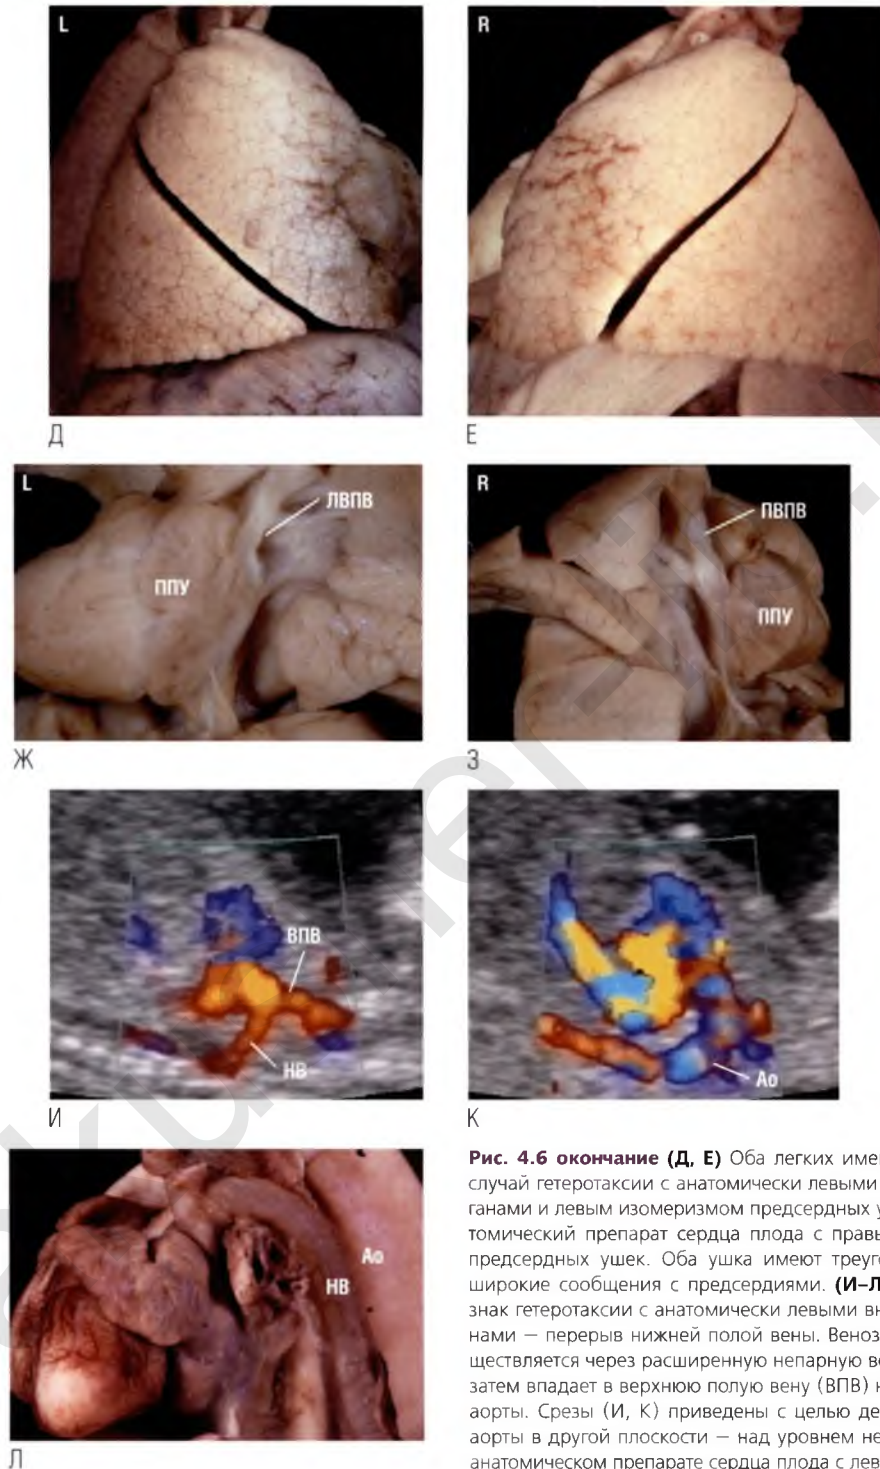 L
R
Д
Е
L
ЛВПВ
ППУ
R
ПВПВ
ППУ
Ж
З
ВПВ
НВ
Ао
И
К
Ао
НВ
Л
Рис. 4.6 окончание (Д, Е) Оба легких имею
случай гетеротаксии с анатомически левыми
ганами и левым изомеризмом предсердных у
томический препарат сердца плода с правы
предсердных ушек. Оба ушка имеют треуго
широкие сообщения с предсердиями. (И–Л
знак гетеротаксии с анатомически левыми вн
нами — перерыв нижней полой вены. Веноз
ществляется через расширенную непарную ве
затем впадает в верхнюю полую вену (ВПВ) н
аорты. Срезы (И, К) приведены с целью де
аорты в другой плоскости — над уровнем не
анатомическом препарате сердца плода с лев